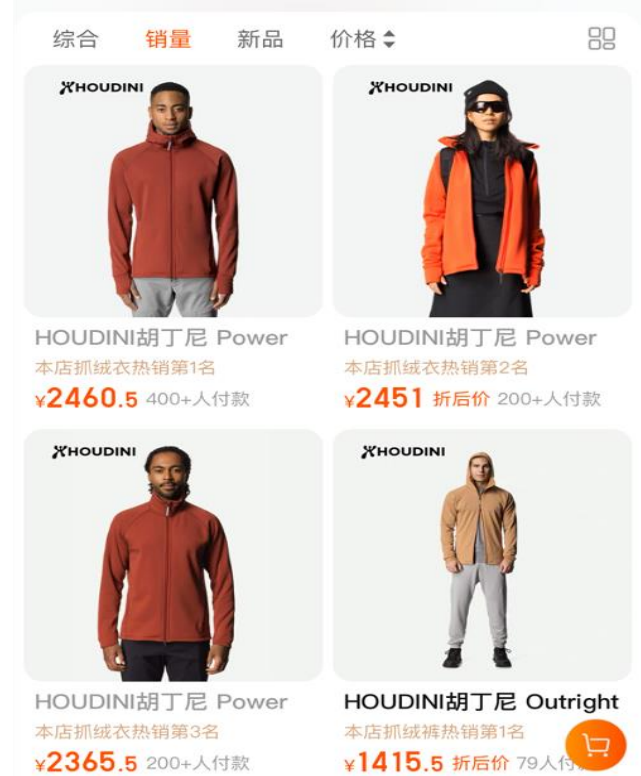 综合 销量 新品 价格
HOUDINI
HOUDINI
HOUDINI胡丁尼 Power
本店抓绒衣热销第1名
¥2460.5 400+人付款
HOUDINI胡丁尼 Power
本店抓绒衣热销第2名
¥2451 折后价 200+人付款
HOUDINI
HOUDINI
HOUDINI胡丁尼 Power
本店抓绒衣热销第3名
¥2365.5 200+人付款
HOUDINI胡丁尼 Outright
本店抓绒裤热销第1名
¥1415.5 折后价 79人付